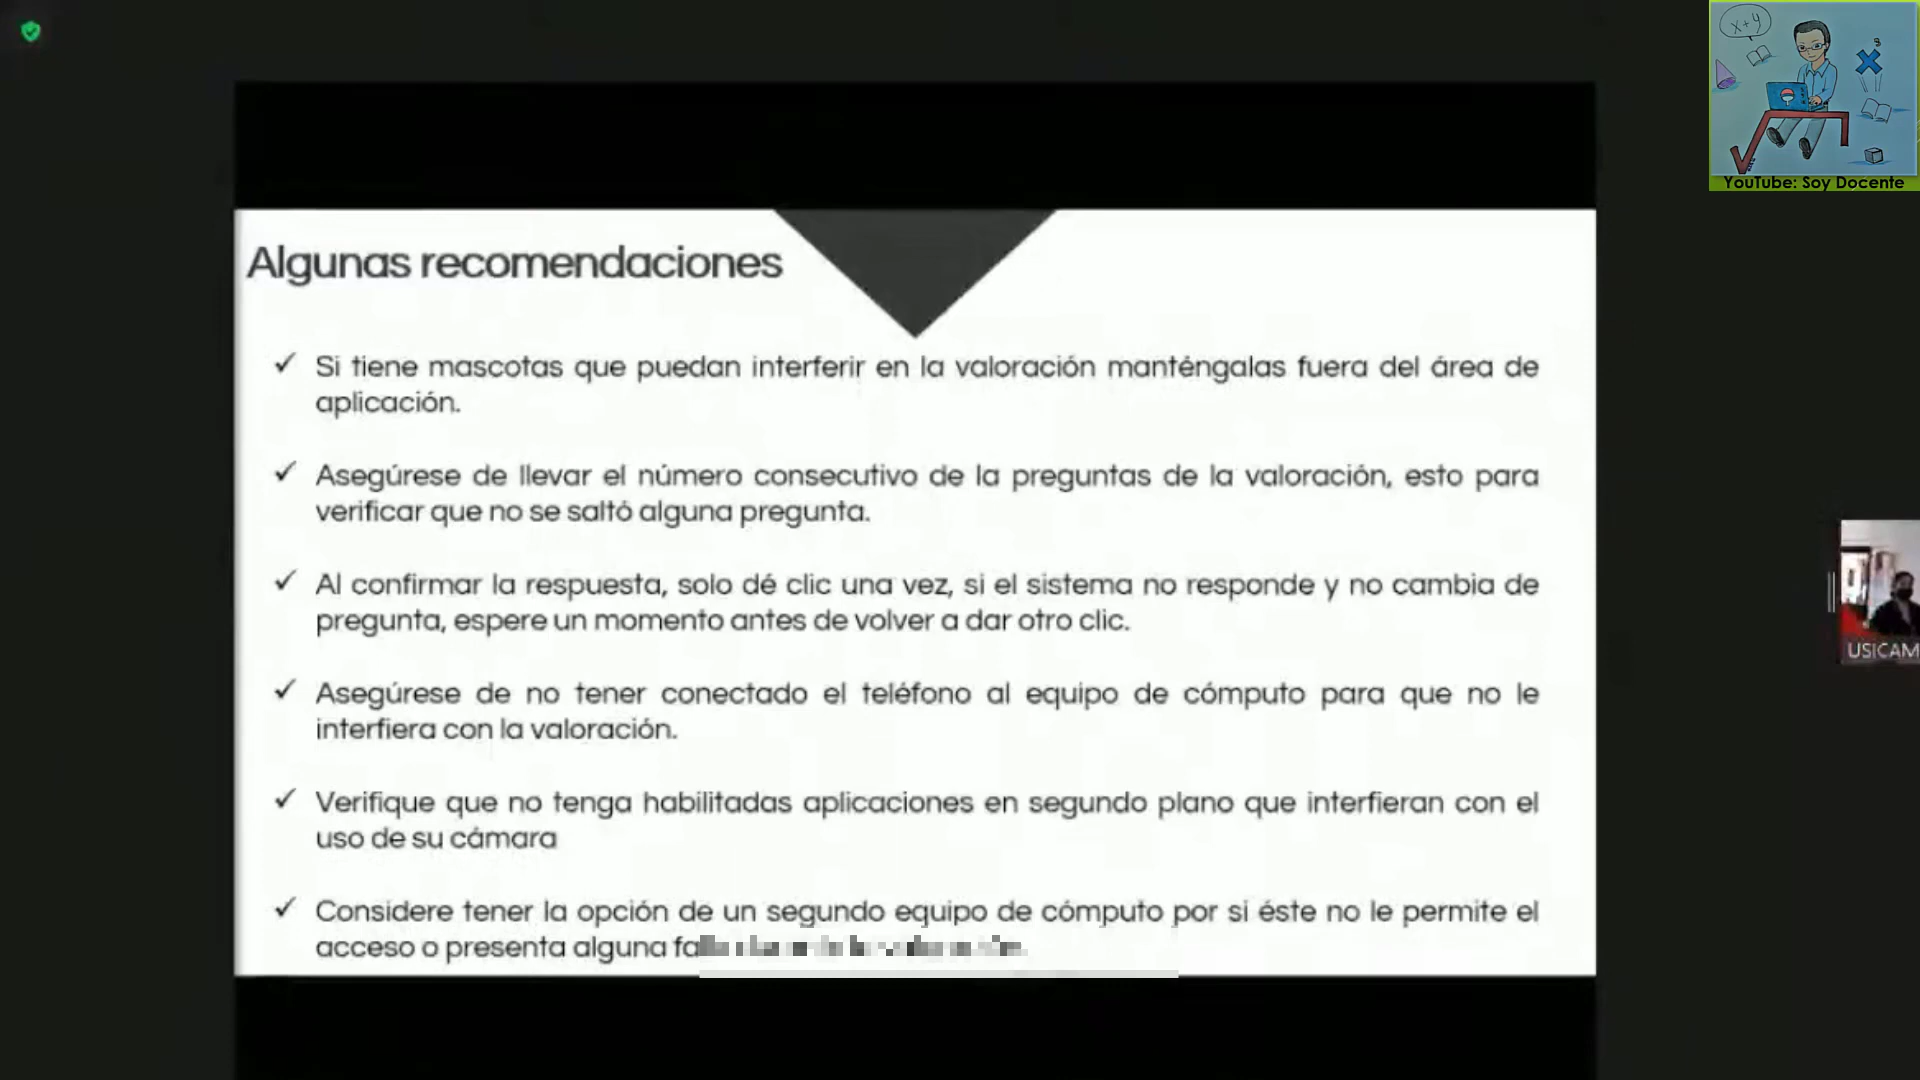 x+y
3
YouTube: Soy Docente
Algunas recomendaciones
✓ Si tiene mascotas que puedan interferir en la valoración manténgalas fuera del área de
aplicación.
✓ Asegúrese de llevar el número consecutivo de la preguntas de la valoración, esto para
verificar que no se saltó alguna pregunta.
✓ Al confirmar la respuesta, solo dé clic una vez, si el sistema no responde y no cambia de
pregunta, espere un momento antes de volver a dar otro clic.
✓ Asegúrese de no tener conectado el teléfono al equipo de cómputo para que no le
interfiera con la valoración.
✓ Verifique que no tenga habilitadas aplicaciones en segundo plano que interfieran con el
uso de su cámara
✓ Considere tener la opción de un segundo equipo de cómputo por si éste no le permite el
acceso o presenta alguna
USICAM